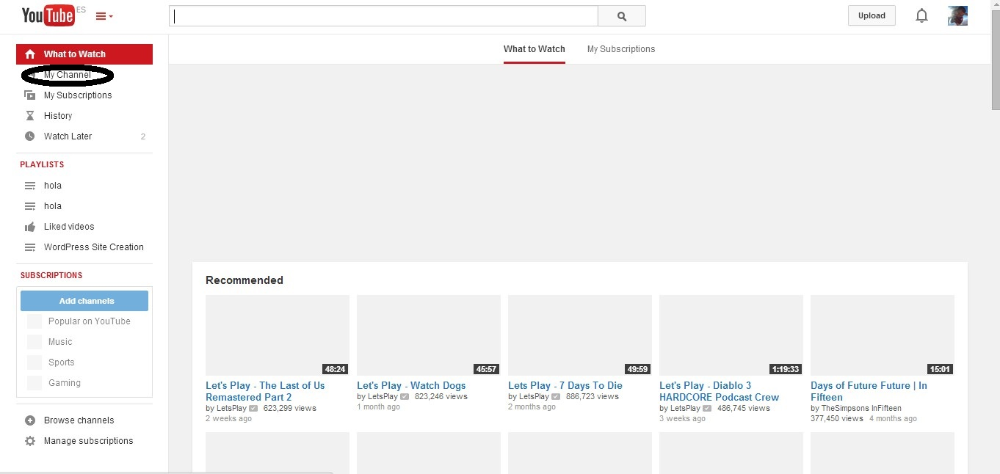 YouTube ES
Upload
What to Watch
My Channel
My Subscriptions
History
Watch Later 2
PLAYLISTS
hola
hola
Liked videos
WordPress Site Creation
SUBSCRIPTIONS
Add channels
Popular on YouTube
Music
Sports
Gaming
Browse channels
Manage subscriptions
What to Watch My Subscriptions
Recommended
48:24
Let's Play - The Last of Us
Remastered Part 2
by LetsPlay 623,299 views
2 weeks ago
45:57
Let's Play - Watch Dogs
by LetsPlay 823,246 views
1 month ago
49:59
Lets Play - 7 Days To Die
by LetsPlay 886,723 views
2 months ago
1:19:33
Let's Play - Diablo 3
HARDCORE Podcast Crew
by LetsPlay 486,745 views
3 weeks ago
15:01
Days of Future Future | In
Fifteen
by TheSimpsons InFifteen
377,450 views 4 months ago